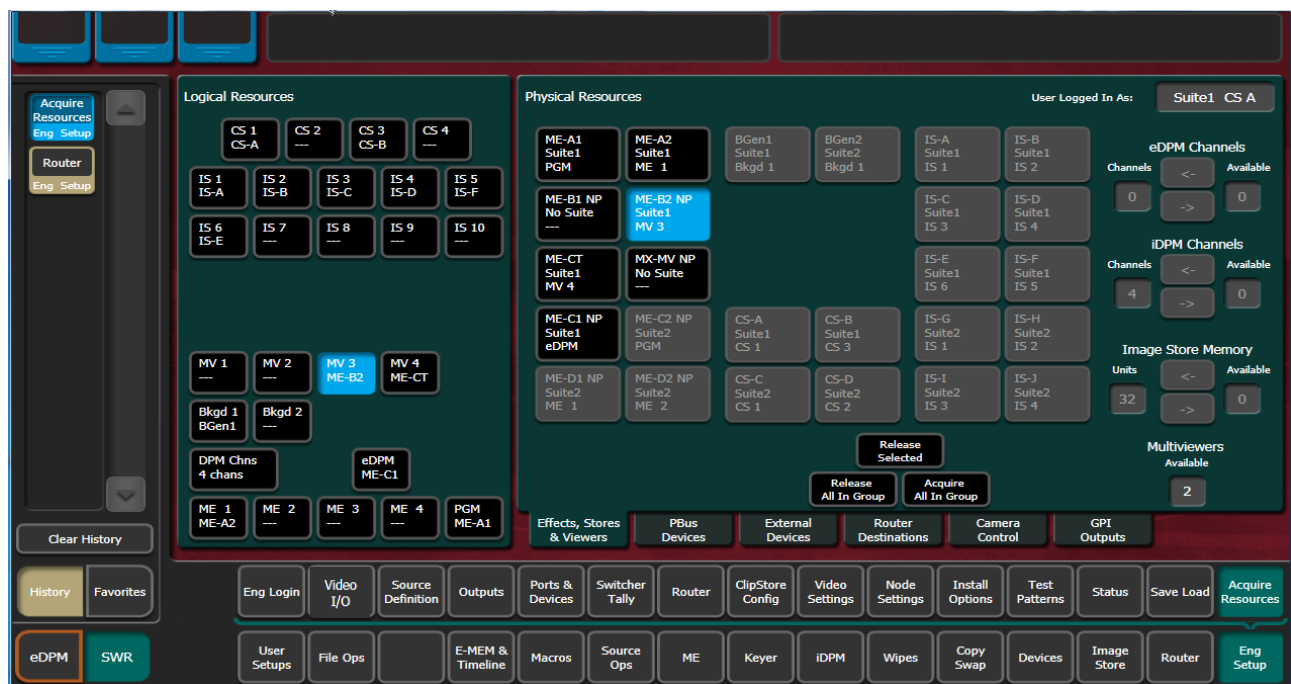 Acquire
Resources
Eng Setup
Router
Eng Setup
Clear History
History
Favorites
eDPM
SWR
Logical Resources
CS 1
CS-A
CS 2
---
CS 3
CS-B
CS 4
---
IS 1
IS-A
IS 2
IS-B
IS 3
IS-C
IS 4
IS-D
IS 5
IS-F
IS 6
IS-E
IS 7
---
IS 8
---
IS 9
---
IS 10
---
MV 1
---
MV 2
---
MV 3
ME-B2
MV 4
ME-CT
Bkgd 1
BGen1
Bkgd 2
---
DPM Chns
4 chans
eDPM
ME-C1
ME 1
ME-A2
ME 2
---
ME 3
---
ME 4
---
PGM
ME-A1
Physical Resources
User Logged In As:
Suite1 CS A
ME-A1
Suite1
PGM
ME-A2
Suite1
ME 1
BGen1
Suite1
Bkgd 1
BGen2
Suite2
Bkgd 1
IS-A
Suite1
IS 1
IS-B
Suite1
IS 2
ME-B1 NP
No Suite
---
ME-B2 NP
Suite1
MV 3
IS-C
Suite1
IS 3
IS-D
Suite1
IS 4
ME-CT
Suite1
MV 4
MX-MV NP
No Suite
---
IS-E
Suite1
IS 6
IS-F
Suite1
IS 5
ME-C1 NP
Suite1
eDPM
ME-C2 NP
Suite2
PGM
CS-A
Suite1
CS 1
CS-B
Suite1
CS 3
IS-G
Suite2
IS 1
IS-H
Suite2
IS 2
ME-D1 NP
Suite2
ME 1
ME-D2 NP
Suite2
ME 2
CS-C
Suite2
CS 1
CS-D
Suite2
CS 2
IS-I
Suite2
IS 3
IS-J
Suite2
IS 4
eDPM Channels
Channels
<-
Available
0
->
0
iDPM Channels
Channels
<-
Available
4
->
0
Image Store Memory
Units
<-
Available
32
->
0
Multiviewers
Available
2
Release
Selected
Release
All In Group
Acquire
All In Group
Effects, Stores
& Viewers
PBus
Devices
External
Devices
Router
Destinations
Camera
Control
GPI
Outputs
Eng Login
Video
I/O
Source
Definition
Outputs
Ports &
Devices
Switcher
Tally
Router
ClipStore
Config
Video
Settings
Node
Settings
Install
Options
Test
Patterns
Status
Save Load
Acquire
Resources
User
Setups
File Ops
E-MEM &
Timeline
Macros
Source
Ops
ME
Keyer
iDPM
Wipes
Copy
Swap
Devices
Image
Store
Router
Eng
Setup